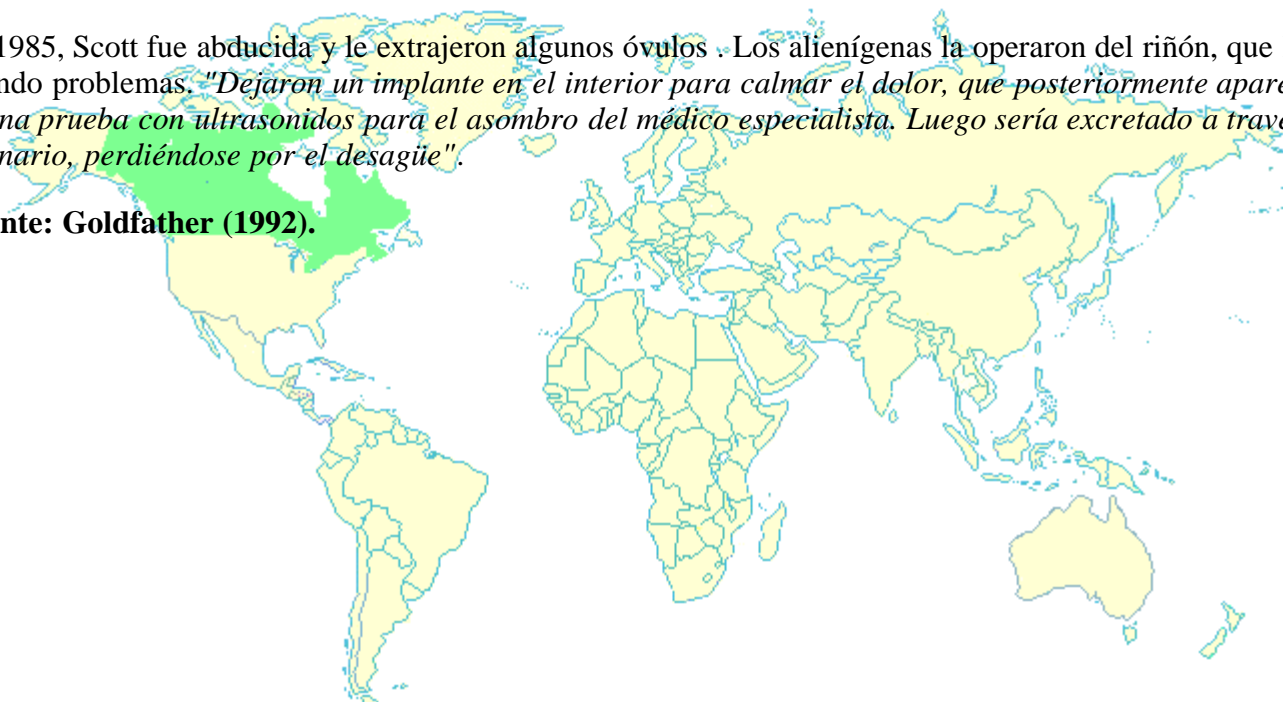 1985, Scott fue abducida y le extrajeron algunos óvulos . Los alienígenas la operaron del riñón, que
ndo problemas. "Dejaron un implante en el interior para calmar el dolor, que posteriormente apare
na prueba con ultrasonidos para el asombro del médico especialista. Luego sería excretado a trav
nario, perdiéndose por el desagüe".
nte: Goldfather (1992).